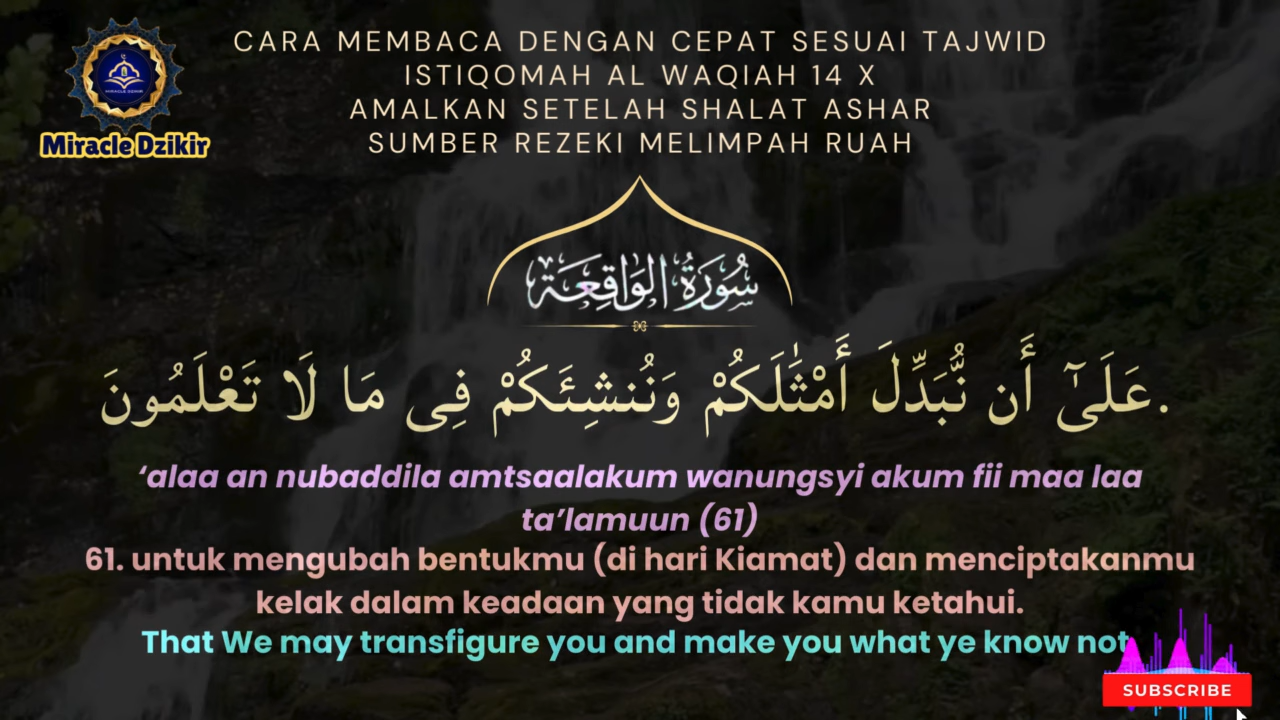 CARA MEMBACA DENGAN CEPAT SESUAI TAJWID
ISTIQOMAH AL WAQIAH 14 X
AMALKAN SETELAH SHALAT ASHAR
SUMBER REZEKI MELIMPAH RUAH
MIRACLE DZIKIR
Miracle Dzikir
سُورَةُ الوَاقِعَة
عَلَىٰٓ أَن نُّبَدِّلَ أَمْثَٰلَكُمْ وَنُنشِئَكُمْ فِى مَا لَا تَعْلَمُونَ.
‘alaa an nubaddila amtsaalakum wanungsyi akum fii maa laa
ta’lamuun (61)
61. untuk mengubah bentukmu (di hari Kiamat) dan menciptakanmu
kelak dalam keadaan yang tidak kamu ketahui.
That We may transfigure you and make you what ye know not
SUBSCRIBE